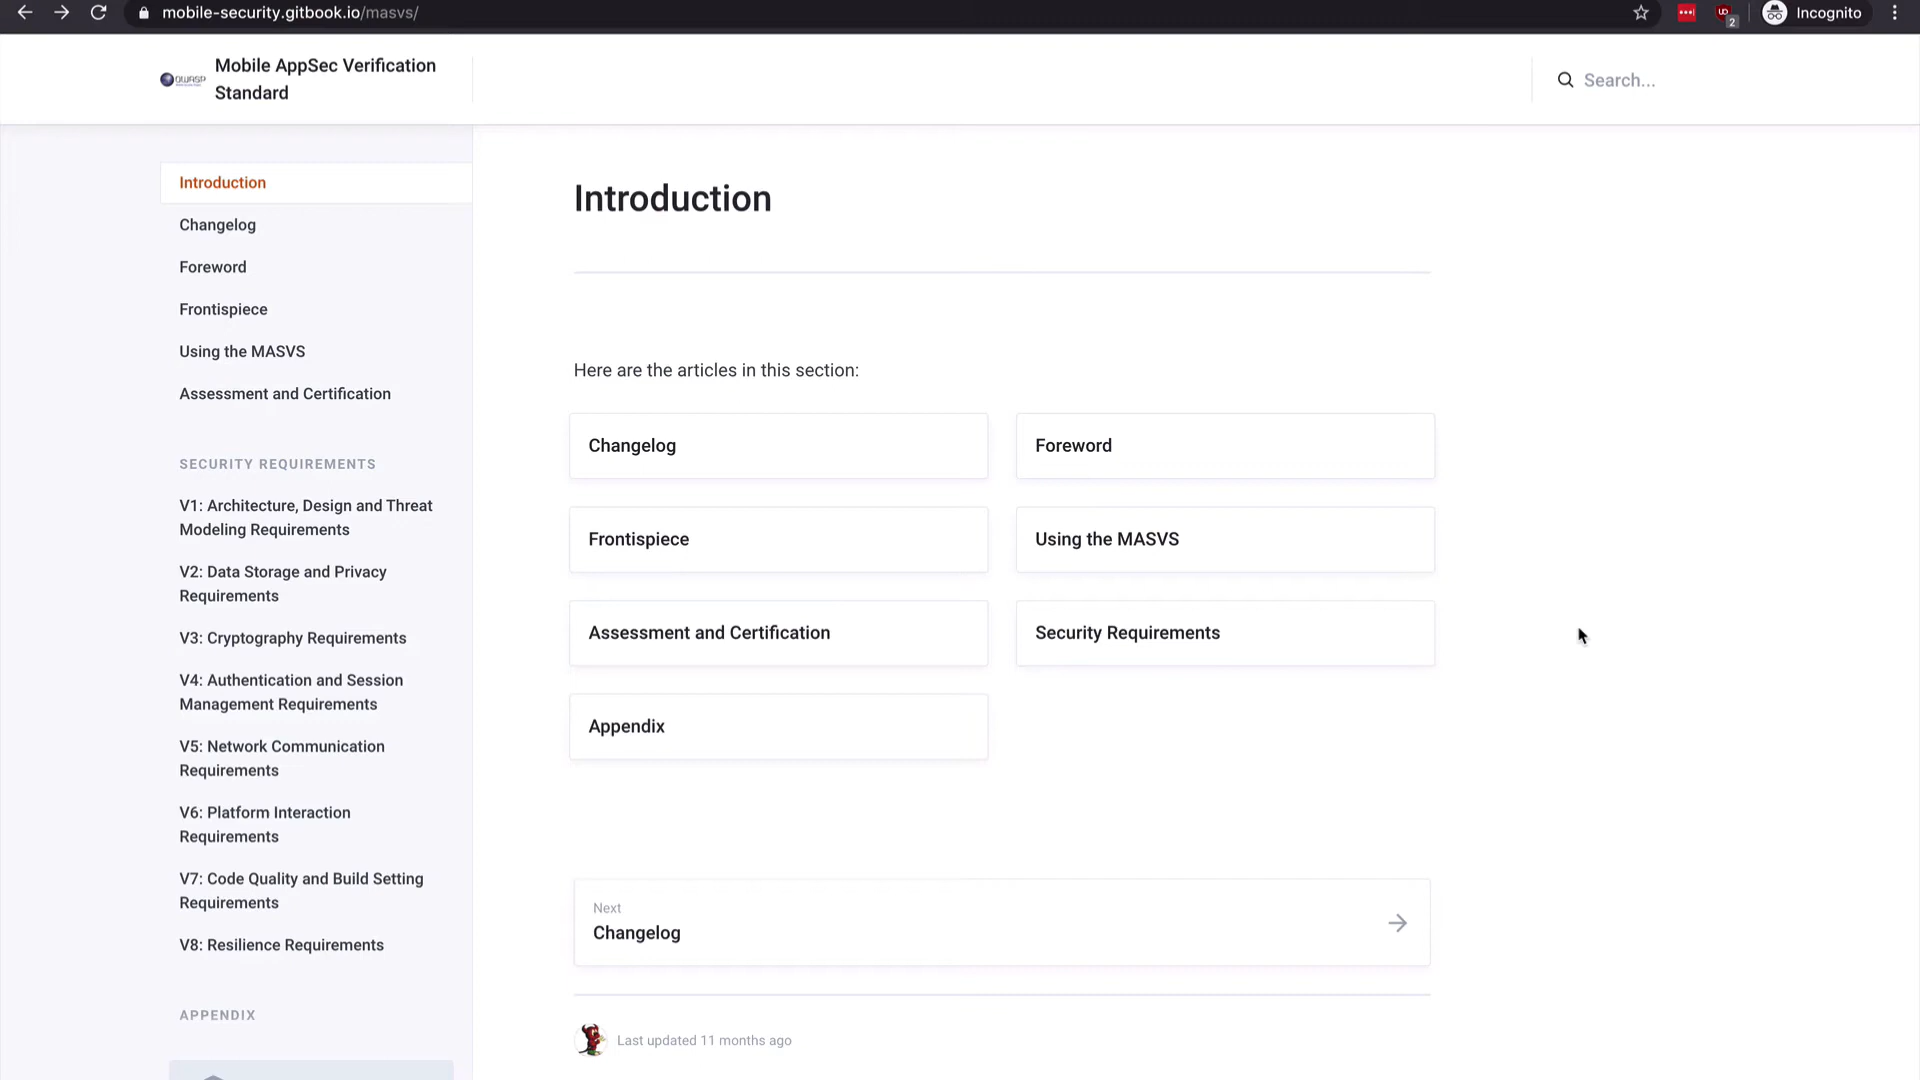 mobile-security.gitbook.io/masvs/
2
Incognito
OWASP
Mobile AppSec Verification
Standard
Search...
Introduction
Changelog
Foreword
Frontispiece
Using the MASVS
Assessment and Certification
SECURITY REQUIREMENTS
V1: Architecture, Design and Threat
Modeling Requirements
V2: Data Storage and Privacy
Requirements
V3: Cryptography Requirements
V4: Authentication and Session
Management Requirements
V5: Network Communication
Requirements
V6: Platform Interaction
Requirements
V7: Code Quality and Build Setting
Requirements
V8: Resilience Requirements
APPENDIX
Introduction
Here are the articles in this section:
Changelog
Foreword
Frontispiece
Using the MASVS
Assessment and Certification
Security Requirements
Appendix
Next
Changelog
Last updated 11 months ago